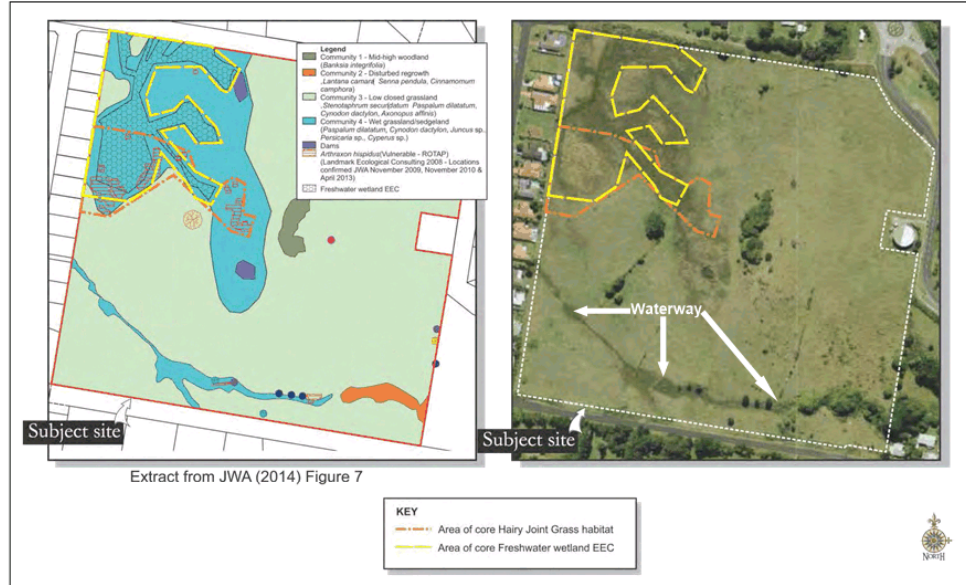 Legend
Community 1 - Mid-high woodland
(Banksia integrifolia)
Community 2 - Disturbed regrowth
,Lantana camara( Senna pendula, Cinnamomum
camphora)
Community 3 - Low closed grassland
,Stenotaphrum secur(datum Paspalum dilatatum,
Cynodon dactylon, Axonopus affinis)
Community 4 - Wet grassland/sedgeland
(Paspalum dilatatum, Cynodon dactylon, Juncus sp.,
Persicaria sp., Cyperus sp.)
Dams
Arthraxon hispidus(Vulnerable - ROTAP)
(Landmark Ecological Consulting 2008 - Locations
confirmed JWA November 2009, November 2010 &
April 2013)
Freshwater wetland EEC
Subject site
Waterway
Subject site
Extract from JWA (2014) Figure 7
KEY
Area of core Hairy Joint Grass habitat
Area of core Freshwater wetland EEC
NORTH